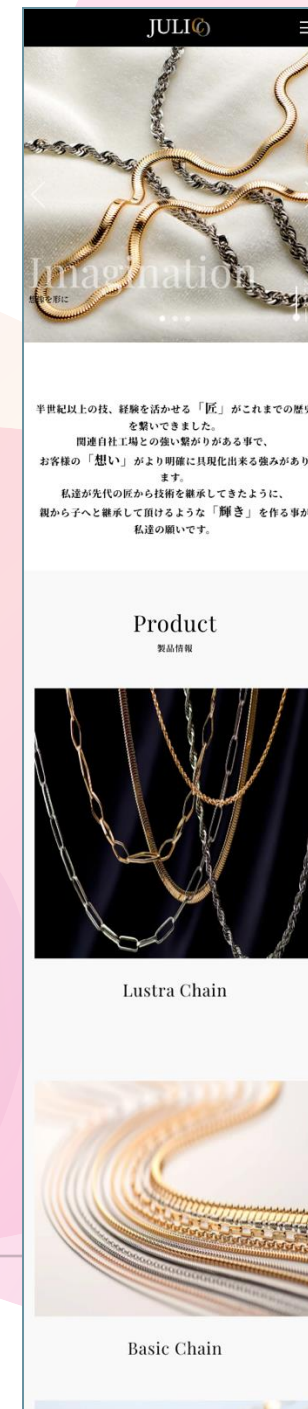 JULICO
Imagination
想像を形に
半世紀以上の技、経験を活かせる「匠」がこれまでの歴史
を繋いできました。
関連自社工場との強い繋がりがある事で、
お客様の「想い」がより明確に具現化出来る強みがあり
ます。
私達が先代の匠から技術を継承してきたように、
親から子へと継承して頂けるような「輝き」を作る事が
私達の願いです。
Product
製品情報
Lustra Chain
Basic Chain